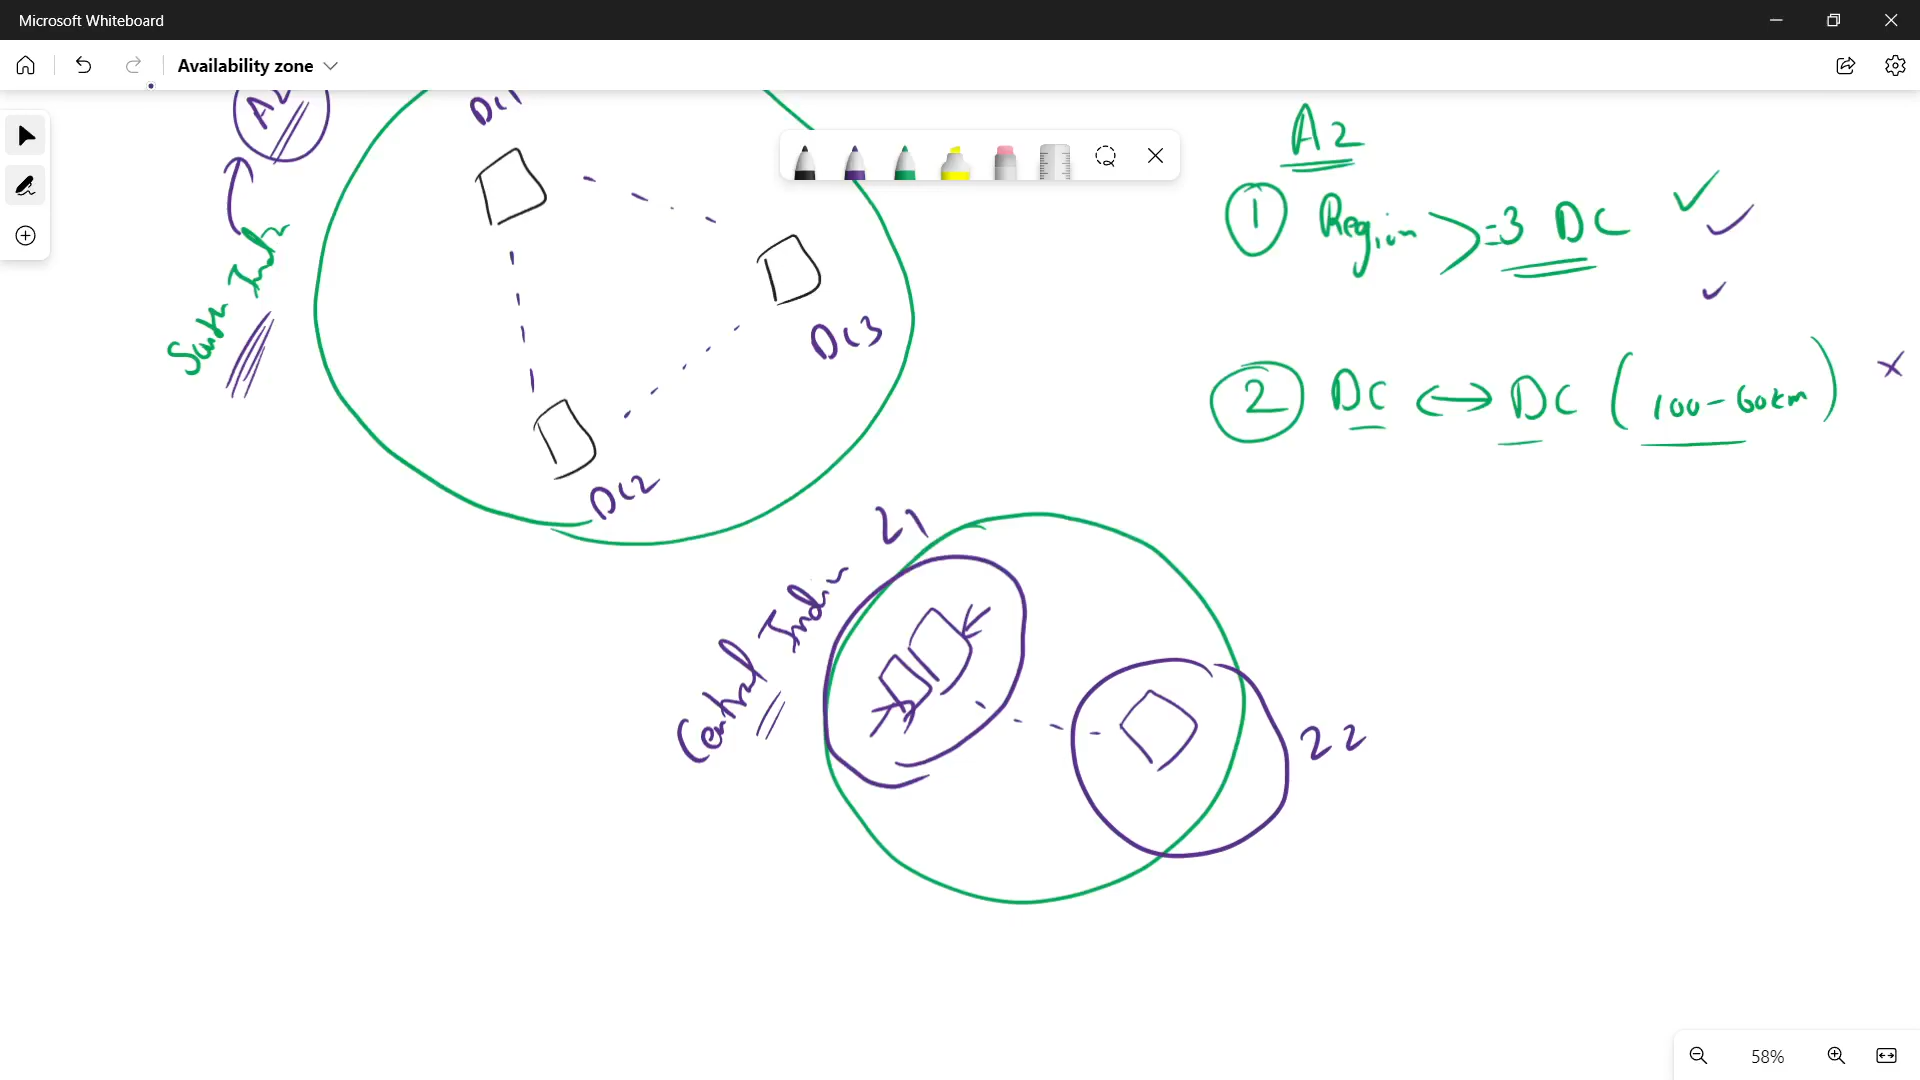 Microsoft Whiteboard
Availability zone
AZ
DC1
DC3
DC2
South India
AZ
1 Region >=3 DC
2 DC <-> DC (100-60km)
Z1
Central India
Z2
58%